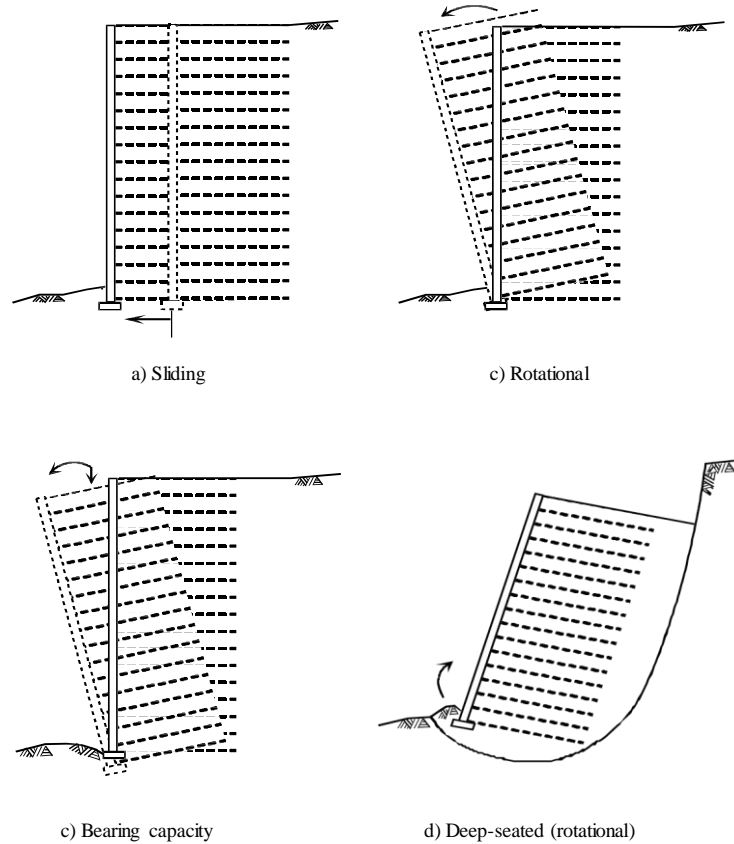 a) Sliding
c) Rotational
c) Bearing capacity
d) Deep-seated (rotational)